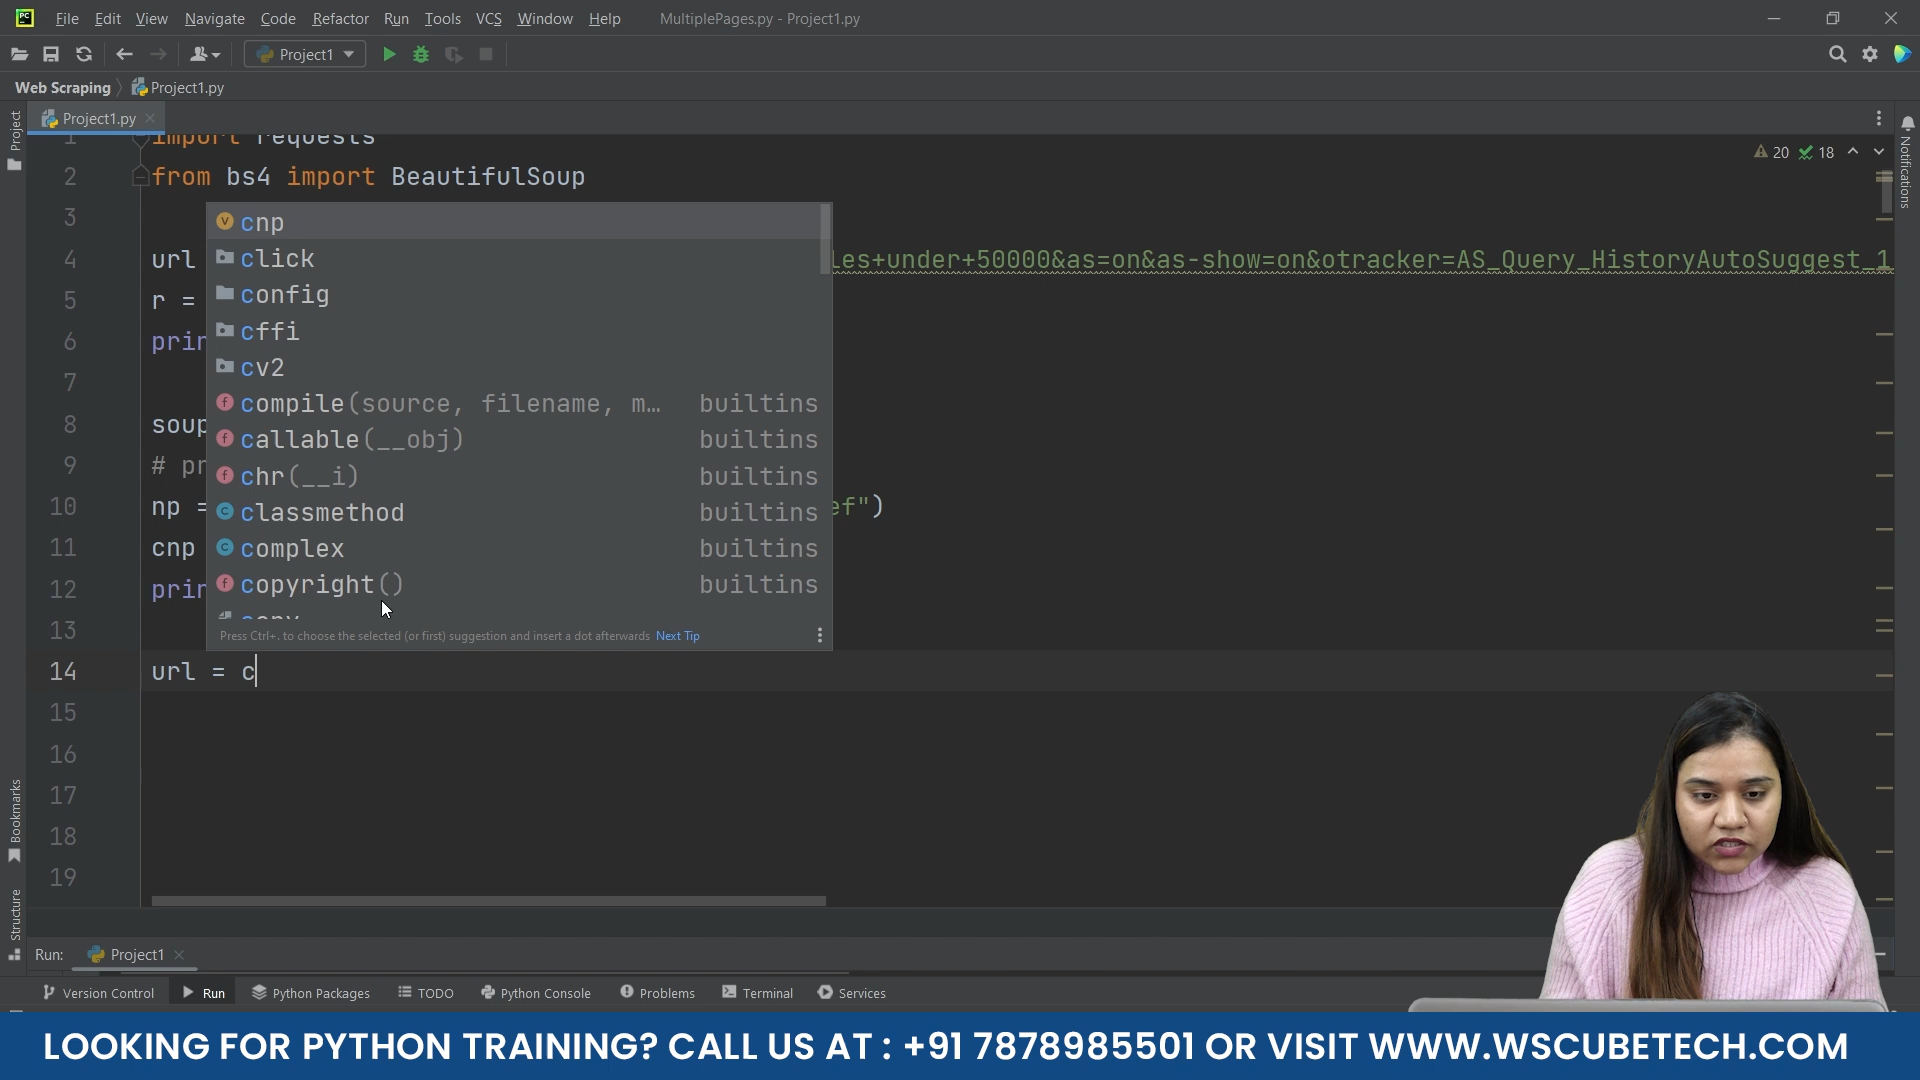 File Edit View Navigate Code Refactor Run Tools VCS Window Help MultiplePages.py - Project1.py
Project1
Web Scraping Project1.py
Project1.py
Project
Notifications
20 18
1 import requests
2 from bs4 import BeautifulSoup
3
4 url les+under+50000&as=on&as-show=on&otracker=AS_Query_HistoryAutoSuggest_1
5 r =
6 prin
7
8 soup
9 # pr
10 np = ef")
11 cnp
12 prin
13
14 url = c
15
16
17
18
19
cnp
click
config
cffi
cv2
compile(source, filename, m… builtins
callable(__obj) builtins
chr(__i) builtins
classmethod builtins
complex builtins
copyright() builtins
Press Ctrl+. to choose the selected (or first) suggestion and insert a dot afterwards Next Tip
Bookmarks
Structure
Run: Project1
Version Control Run Python Packages TODO Python Console Problems Terminal Services
LOOKING FOR PYTHON TRAINING? CALL US AT : +91 7878985501 OR VISIT WWW.WSCUBETECH.COM